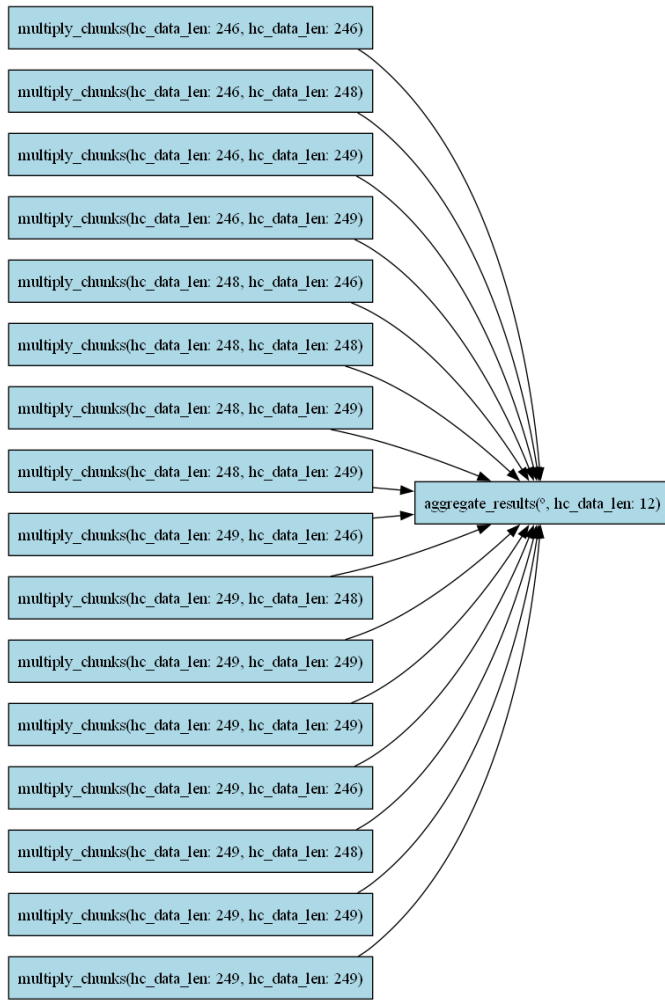 multiply_chunks(hc_data_len: 246, hc_data_len: 246)
multiply_chunks(hc_data_len: 246, hc_data_len: 248)
multiply_chunks(hc_data_len: 246, hc_data_len: 249)
multiply_chunks(hc_data_len: 246, hc_data_len: 249)
multiply_chunks(hc_data_len: 248, hc_data_len: 246)
multiply_chunks(hc_data_len: 248, hc_data_len: 248)
multiply_chunks(hc_data_len: 248, hc_data_len: 249)
multiply_chunks(hc_data_len: 248, hc_data_len: 249)
multiply_chunks(hc_data_len: 249, hc_data_len: 246)
multiply_chunks(hc_data_len: 249, hc_data_len: 248)
multiply_chunks(hc_data_len: 249, hc_data_len: 249)
multiply_chunks(hc_data_len: 249, hc_data_len: 249)
multiply_chunks(hc_data_len: 249, hc_data_len: 246)
multiply_chunks(hc_data_len: 249, hc_data_len: 248)
multiply_chunks(hc_data_len: 249, hc_data_len: 249)
multiply_chunks(hc_data_len: 249, hc_data_len: 249)
aggregate_results(°, hc_data_len: 12)